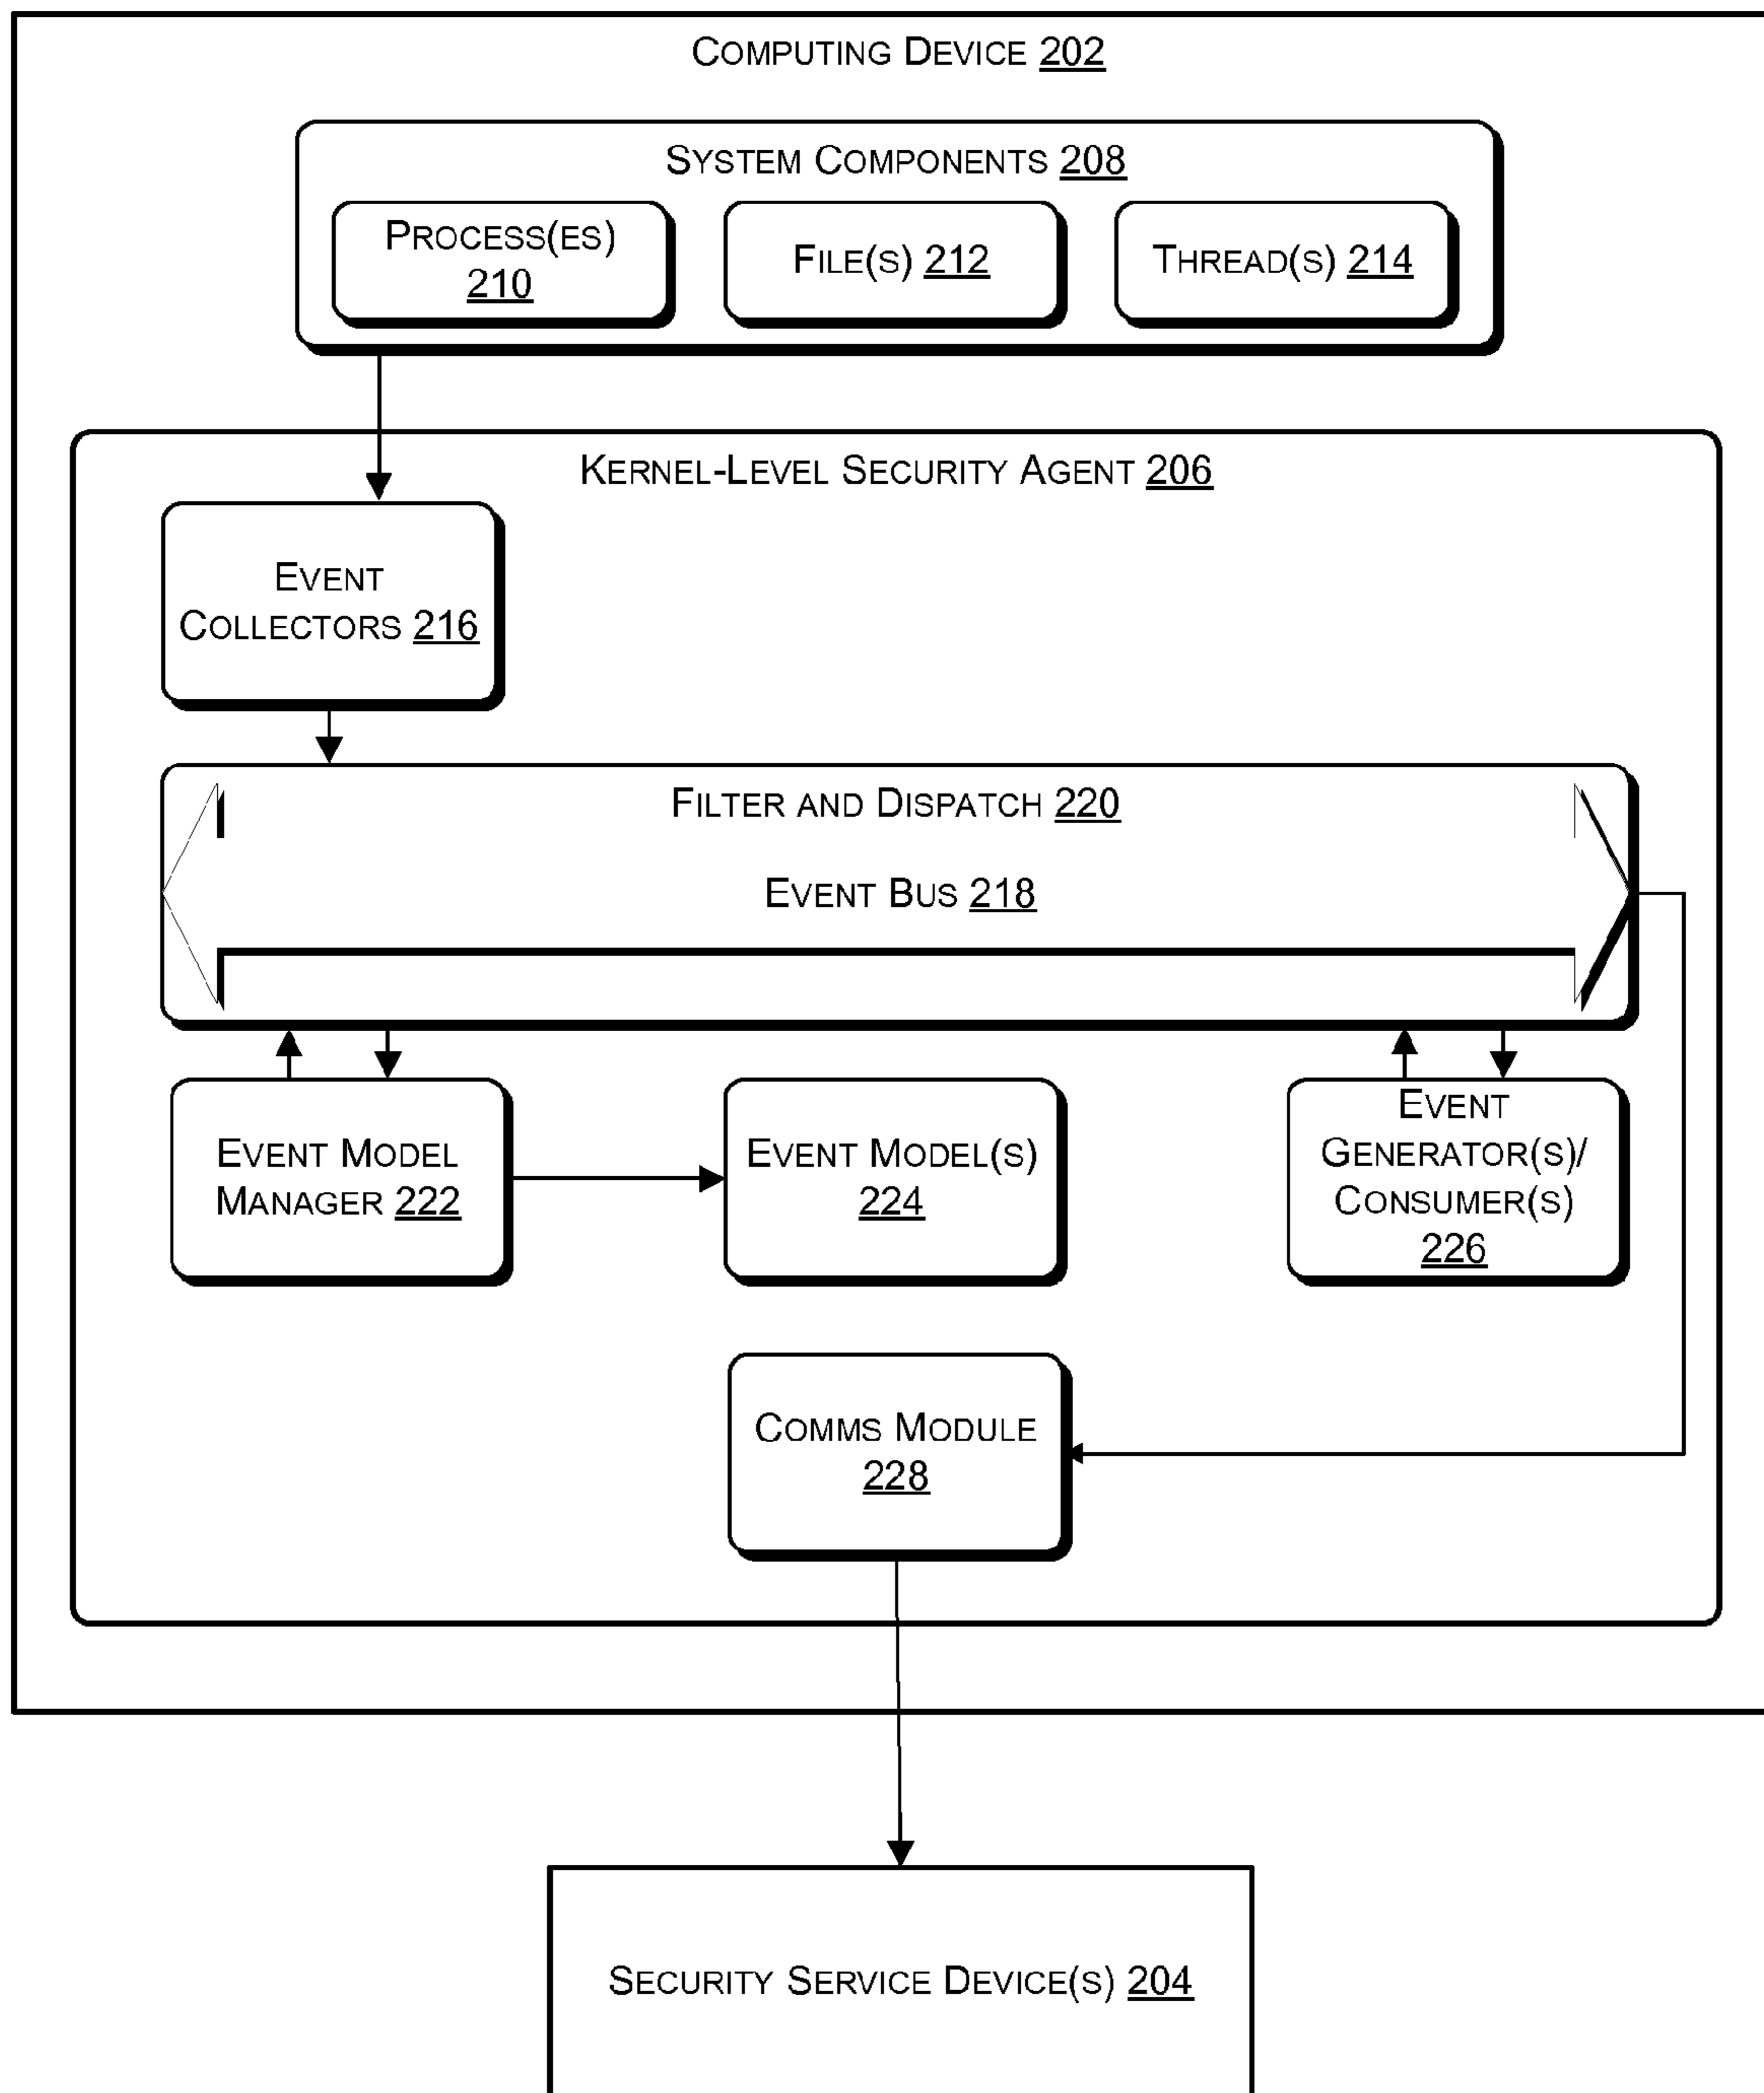 COMPUTING DEVICE 202
SYSTEM COMPONENTS 208
PROCESS(ES)
210
FILE(S) 212
THREAD(S) 214
KERNEL-LEVEL SECURITY AGENT 206
EVENT
COLLECTORS 216
FILTER AND DISPATCH 220
EVENT BUS 218
EVENT MODEL
MANAGER 222
EVENT MODEL(S)
224
EVENT
GENERATOR(S)/
CONSUMER(S)
226
COMMS MODULE
228
SECURITY SERVICE DEVICE(S) 204